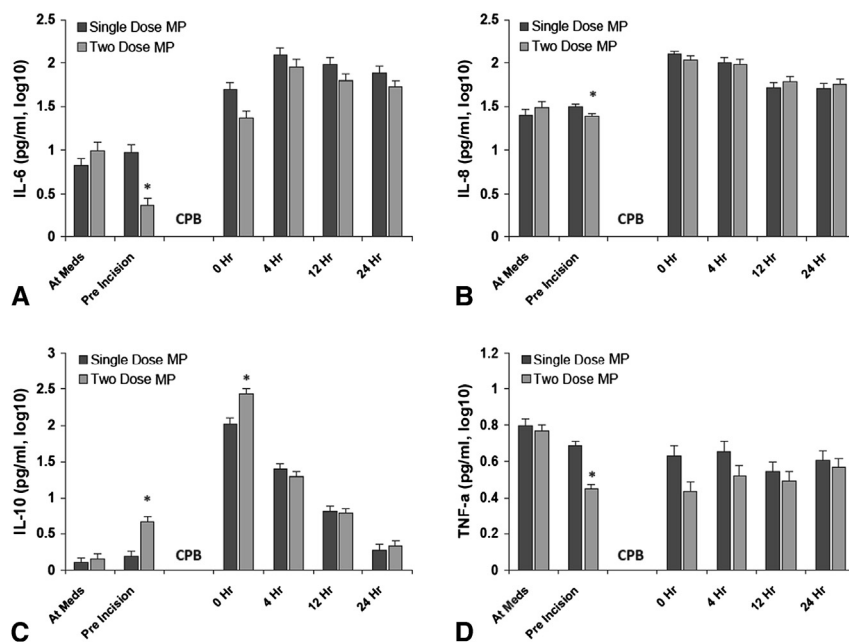 2.5
2
1.5
1
0.5
0
IL-6 (pg/ml, log10)
Single Dose MP
Two Dose MP
*
CPB
At Meds
Pre Incision
0 Hr
4 Hr
12 Hr
24 Hr
A
2.5
2
1.5
1
0.5
0
IL-8 (pg/ml, log10)
Single Dose MP
Two Dose MP
*
CPB
At Meds
Pre Incision
0 Hr
4 Hr
12 Hr
24 Hr
B
3
2.5
2
1.5
1
0.5
0
IL-10 (pg/ml, log10)
Single Dose MP
Two Dose MP
*
*
CPB
At Meds
Pre Incision
0 Hr
4 Hr
12 Hr
24 Hr
C
1.2
1
0.8
0.6
0.4
0.2
0
TNF-a (pg/ml, log10)
Single Dose MP
Two Dose MP
*
CPB
At Meds
Pre Incision
0 Hr
4 Hr
12 Hr
24 Hr
D